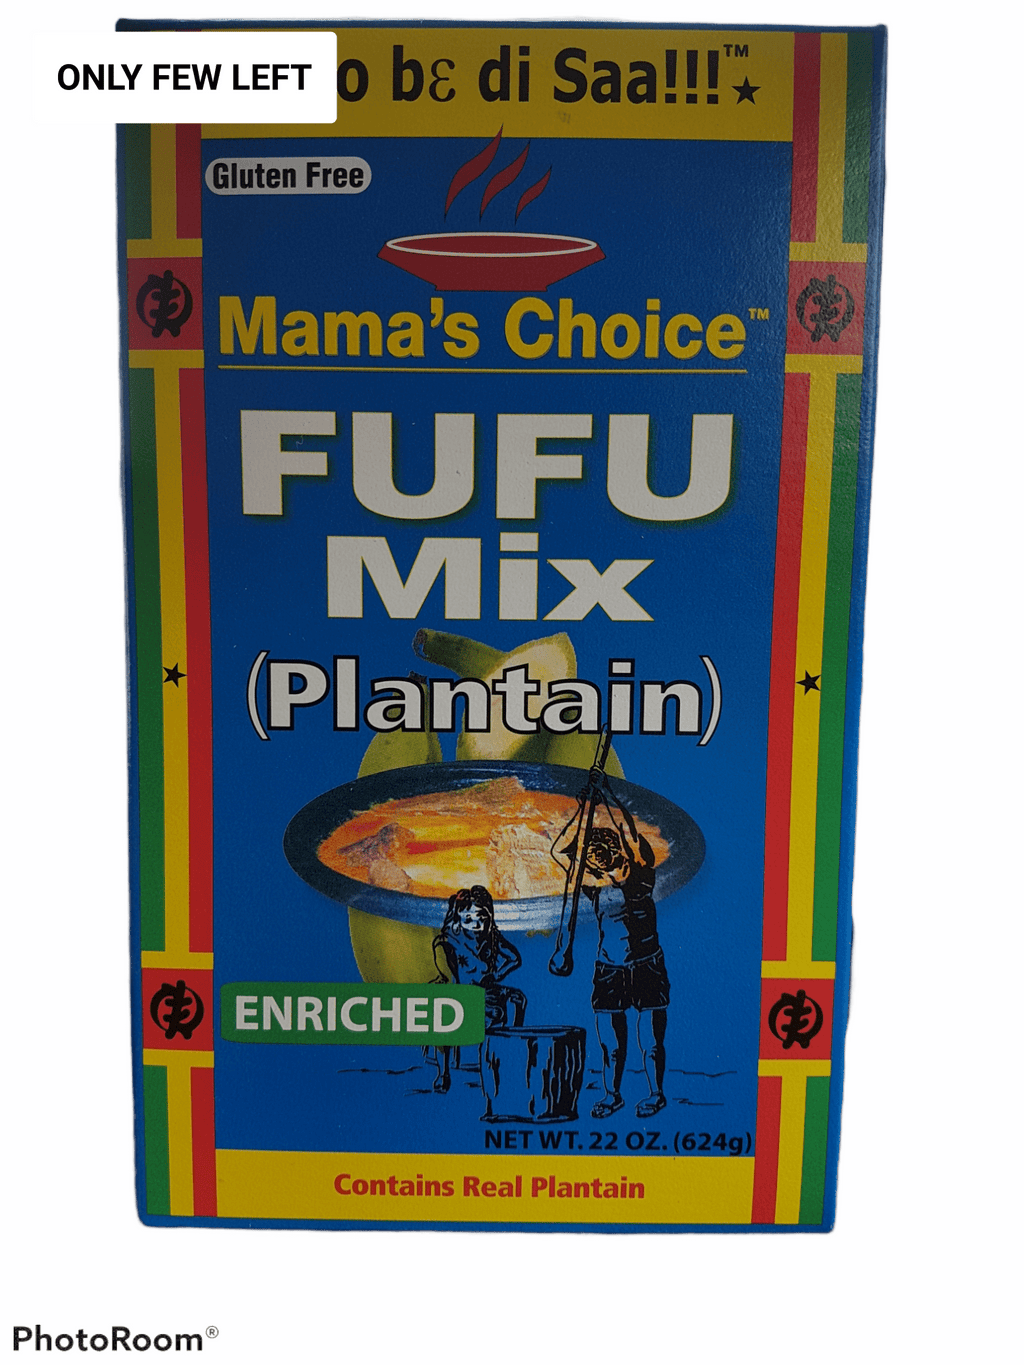 ONLY FEW LEFT
bɛ di Saa!!!™
Gluten Free
Mama's Choice™
FUFU
Mix
(Plantain)
ENRICHED
NET WT. 22 OZ. (624g)
Contains Real Plantain
PhotoRoom®